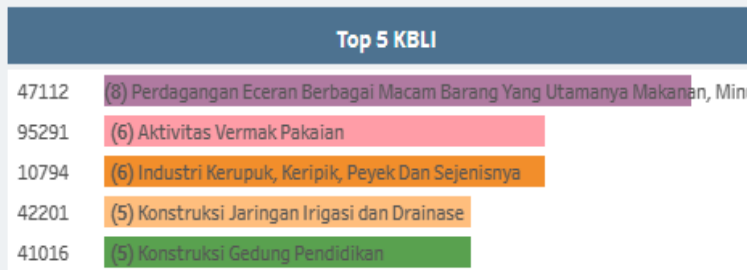 Top 5 KBLI
47112 (8) Perdagangan Eceran Berbagai Macam Barang Yang Utamanya Makanan,
95291 (6) Aktivitas Vermak Pakaian
10794 (6) Industri Kerupuk, Keripik, Peyek Dan Sejenisnya
42201 (5) Konstruksi Jaringan Irigasi dan Drainase
41016 (5) Konstruksi Gedung Pendidikan